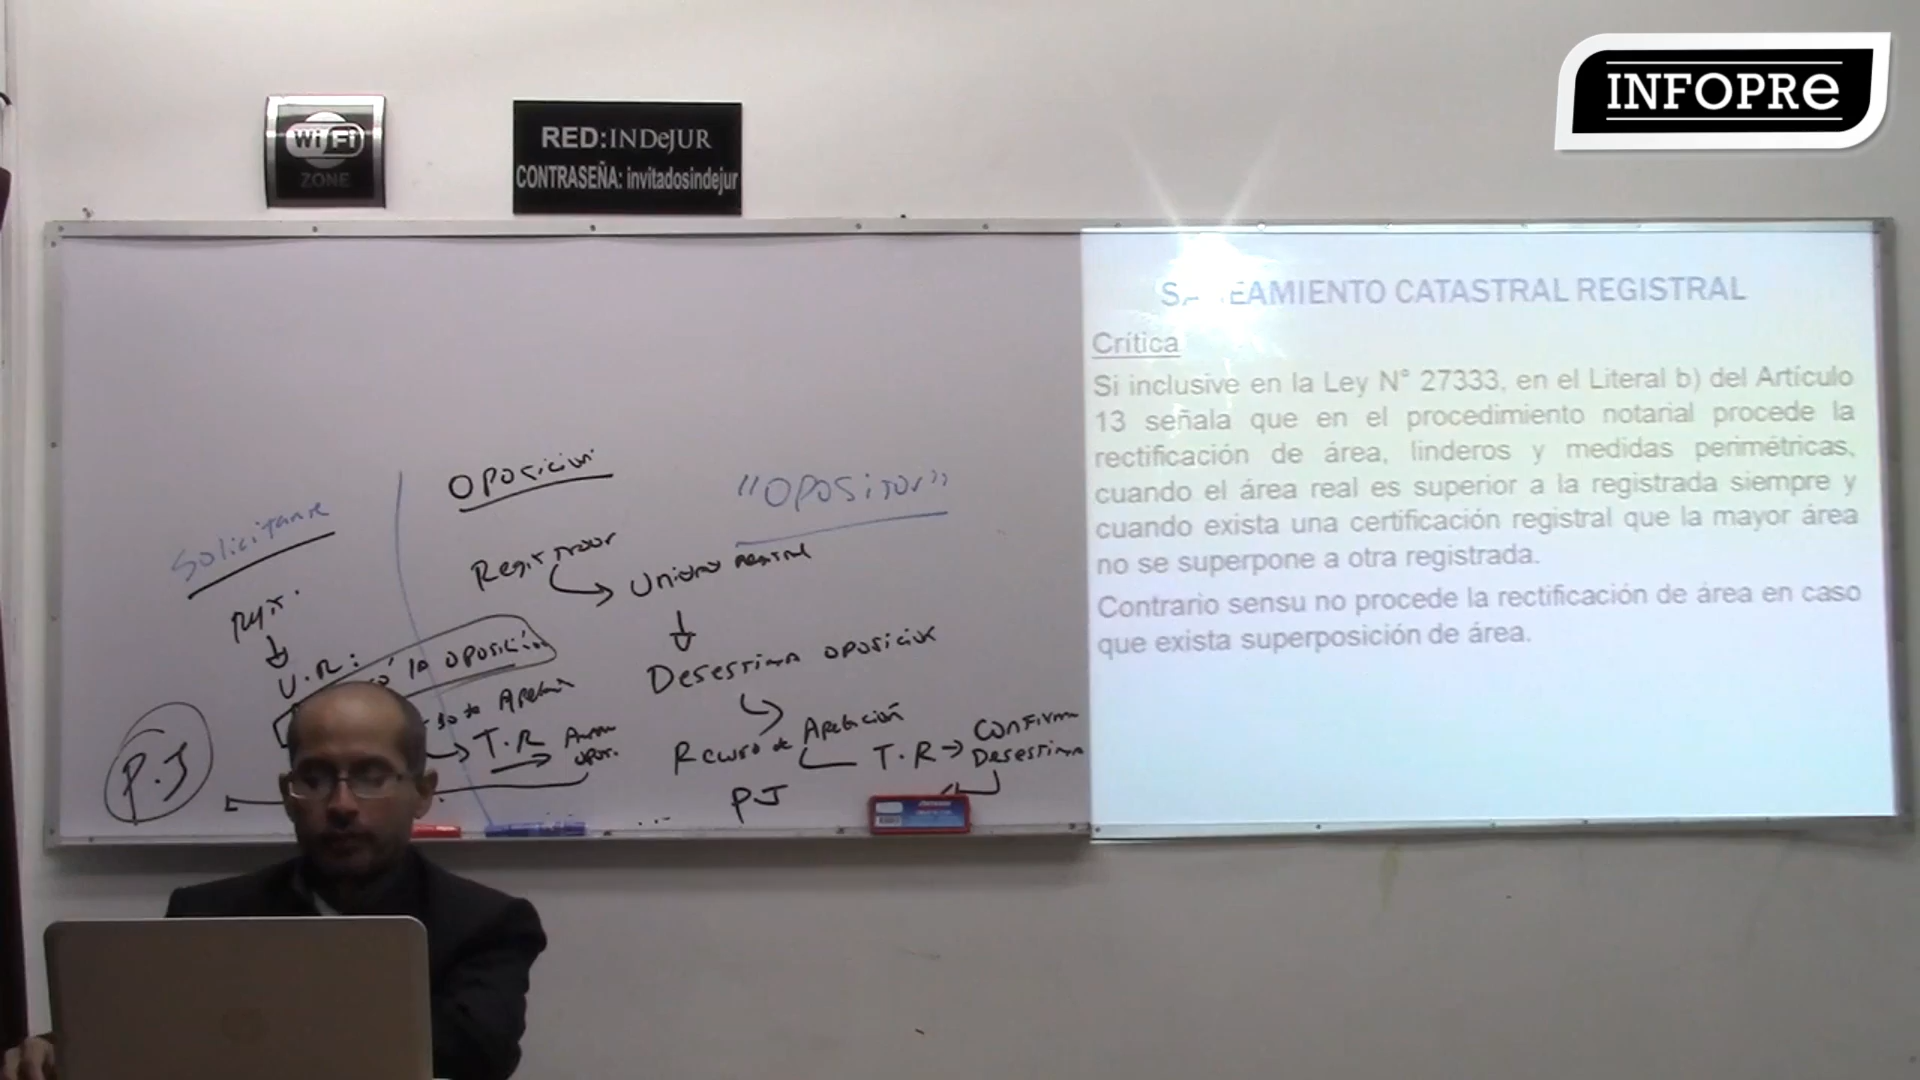 INFOPRe
WiFi
ZONE
RED:INDeJUR
CONTRASEÑA: invitadosindejur
SANEAMIENTO CATASTRAL REGISTRAL
Crítica
Si inclusive en la Ley N° 27333, en el Literal b) del Artículo
13 señala que en el procedimiento notarial procede la
rectificación de área, linderos y medidas perimétricas,
cuando el área real es superior a la registrada siempre y
cuando exista una certificación registral que la mayor área
no se superpone a otra registrada.
Contrario sensu no procede la rectificación de área en caso
que exista superposición de área.
Solicitante
U.R:
la oposición
Apelación
T.R
P.J
Oposición
"Opositor"
Registrador
Unidad registral
Desestima oposición
Recurso de Apelación
T.R → Confirma
Desestima
PJ